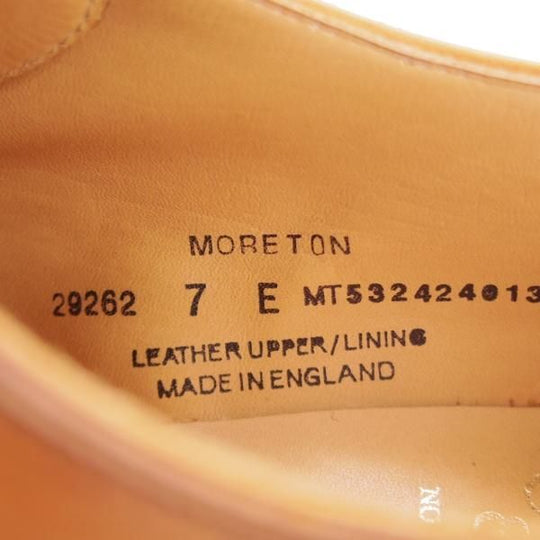 MORETON
29262 7 E MT532424013
LEATHER UPPER/LINING
MADE IN ENGLAND